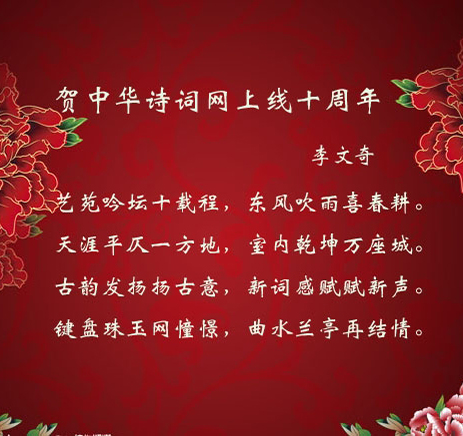 贺中华诗词网上线十周年
李文奇
艺苑吟坛十载程，东风吹雨喜春耕。
天涯平仄一方地，室内乾坤万座城。
古韵发扬扬古意，新词感赋赋新声。
键盘珠玉网憧憬，曲水兰亭再结情。